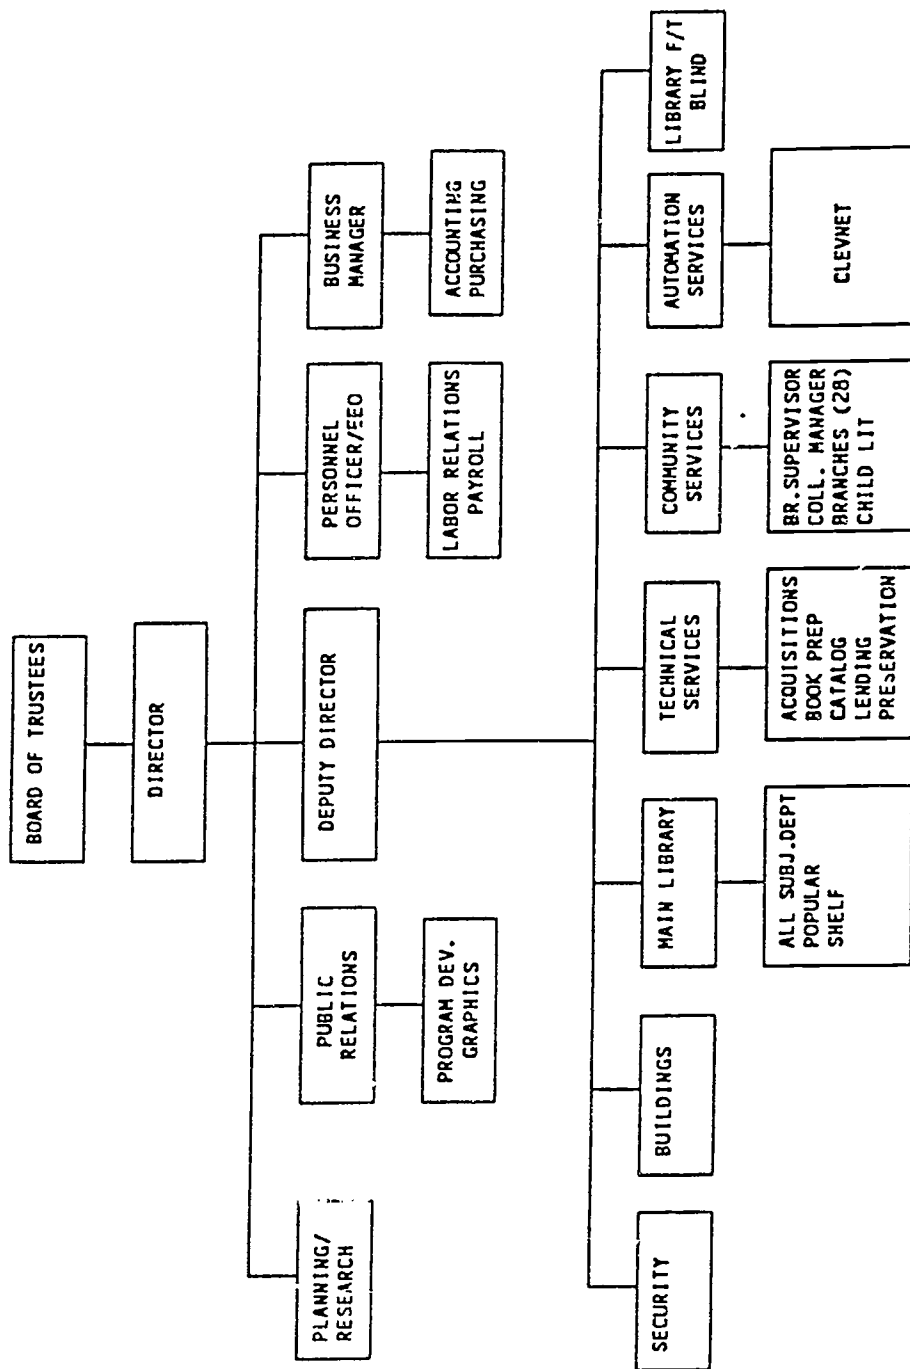 BOARD OF TRUSTEES
DIRECTOR
PLANNING/
RESEARCH
PUBLIC
RELATIONS
DEPUTY DIRECTOR
PERSONNEL
OFFICER/EEO
BUSINESS
MANAGER
PROGRAM DEV.
GRAPHICS
LABOR RELATIONS
PAYROLL
ACCOUNTING
PURCHASING
SECURITY
BUILDINGS
MAIN LIBRARY
TECHNICAL
SERVICES
COMMUNITY
SERVICES
AUTOMATION
SERVICES
LIBRARY F/T
BLIND
ALL SUBJ.DEPT
POPULAR
SHELF
ACQUISITIONS
BOOK PREP
CATALOG
LENDING
PRESERVATION
BR.SUPERVISOR
COLL. MANAGER
BRANCHES (28)
CHILD LIT
CLEVNET